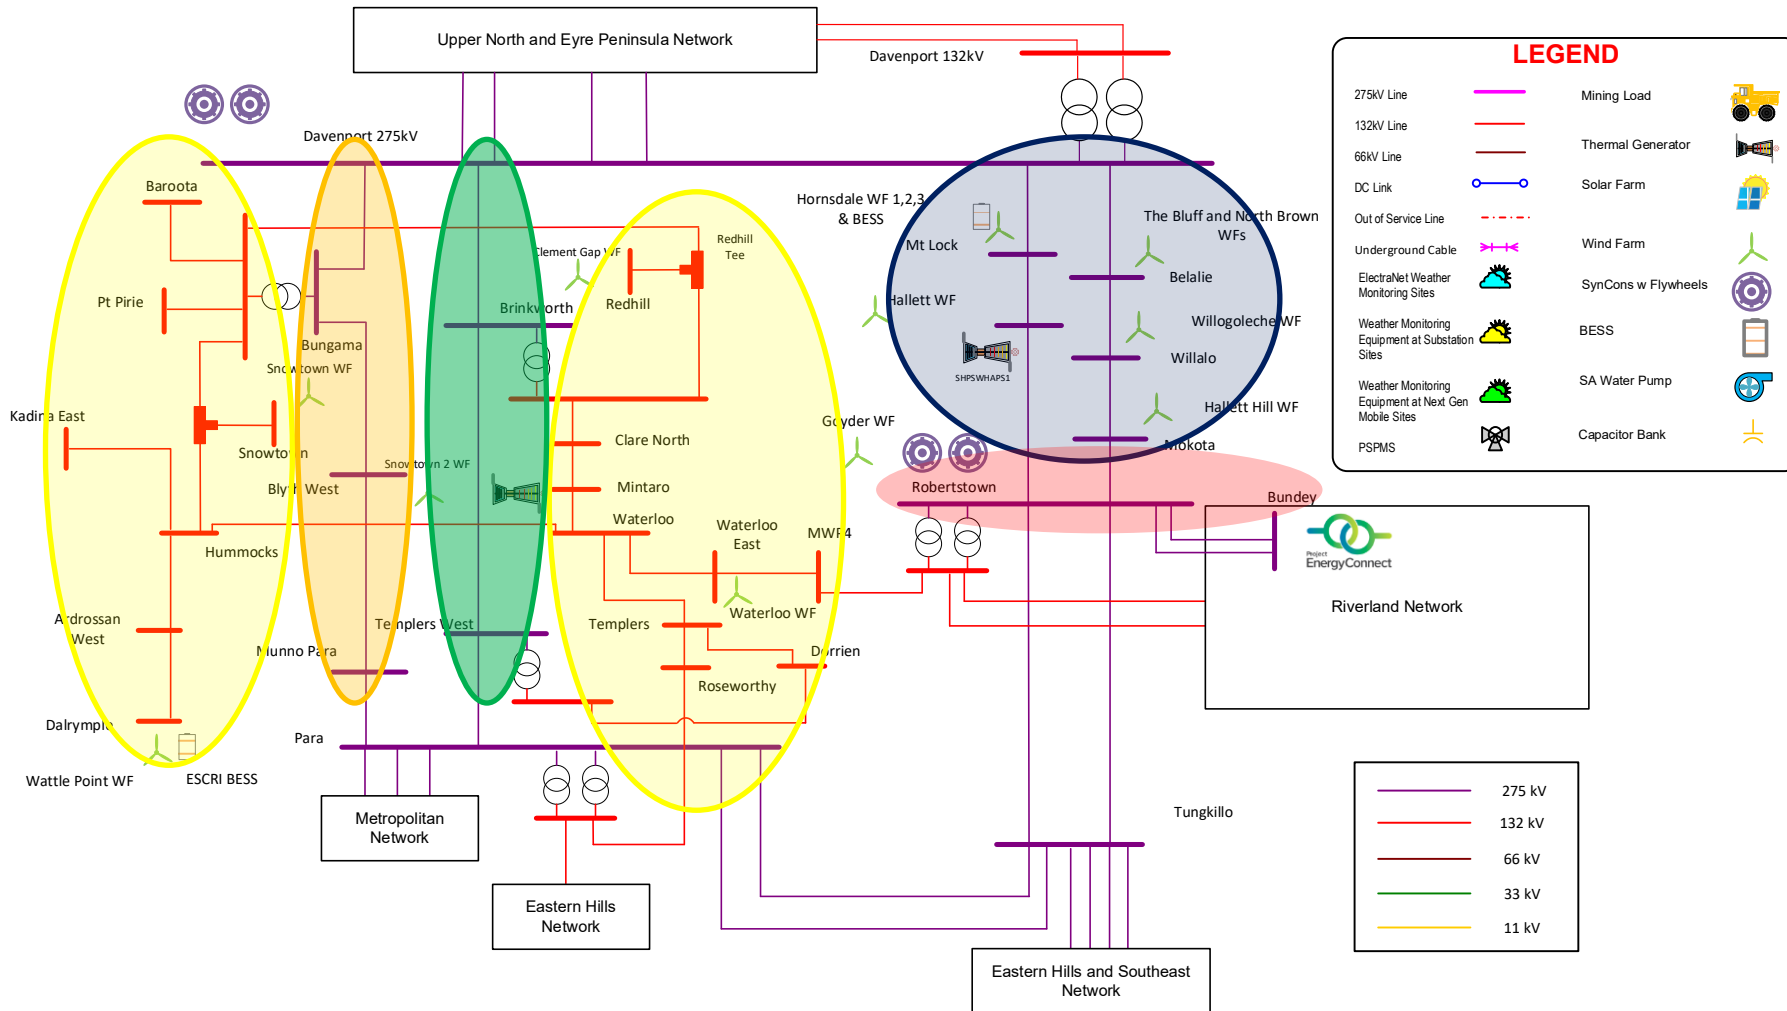 Upper North and Eyre Peninsula Network
Davenport 132kV
Davenport 275kV
LEGEND
275kV Line
132kV Line
66kV Line
DC Link
Out of Service Line
Underground Cable
ElectraNet Weather
Monitoring Sites
Weather Monitoring
Equipment at Substation
Sites
Weather Monitoring
Equipment at Next Gen
Mobile Sites
PSPMS
Mining Load
Thermal Generator
Solar Farm
Wind Farm
SynCons w Flywheels
BESS
SA Water Pump
Capacitor Bank
Baroota
Pt Pirie
Bungama
Snowtown WF
Kadina East
Snowtown
Blyth West
Snowtown 2 WF
Hummocks
Ardrossan
West
Munno Para
Dalrymple
Wattle Point WF
ESCRI BESS
Clement Gap WF
Redhill
Tee
Redhill
Brinkworth
Clare North
Mintaro
Waterloo
Waterloo
East
MWP4
Waterloo WF
Templers West
Templers
Dorrien
Roseworthy
Para
Goyder WF
Hornsdale WF 1,2,3
& BESS
Mt Lock
The Bluff and North Brown
WFs
Belalie
Hallett WF
Willogoleche WF
SHPSWHAPS1
Willalo
Hallett Hill WF
Mokota
Robertstown
Bundey
Project
EnergyConnect
Riverland Network
Metropolitan
Network
Eastern Hills
Network
Tungkillo
Eastern Hills and Southeast
Network
275 kV
132 kV
66 kV
33 kV
11 kV